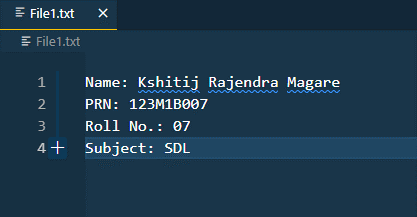 File1.txt
File1.txt
1 Name: Kshitij Rajendra Magare
2 PRN: 123M1B007
3 Roll No.: 07
4 Subject: SDL